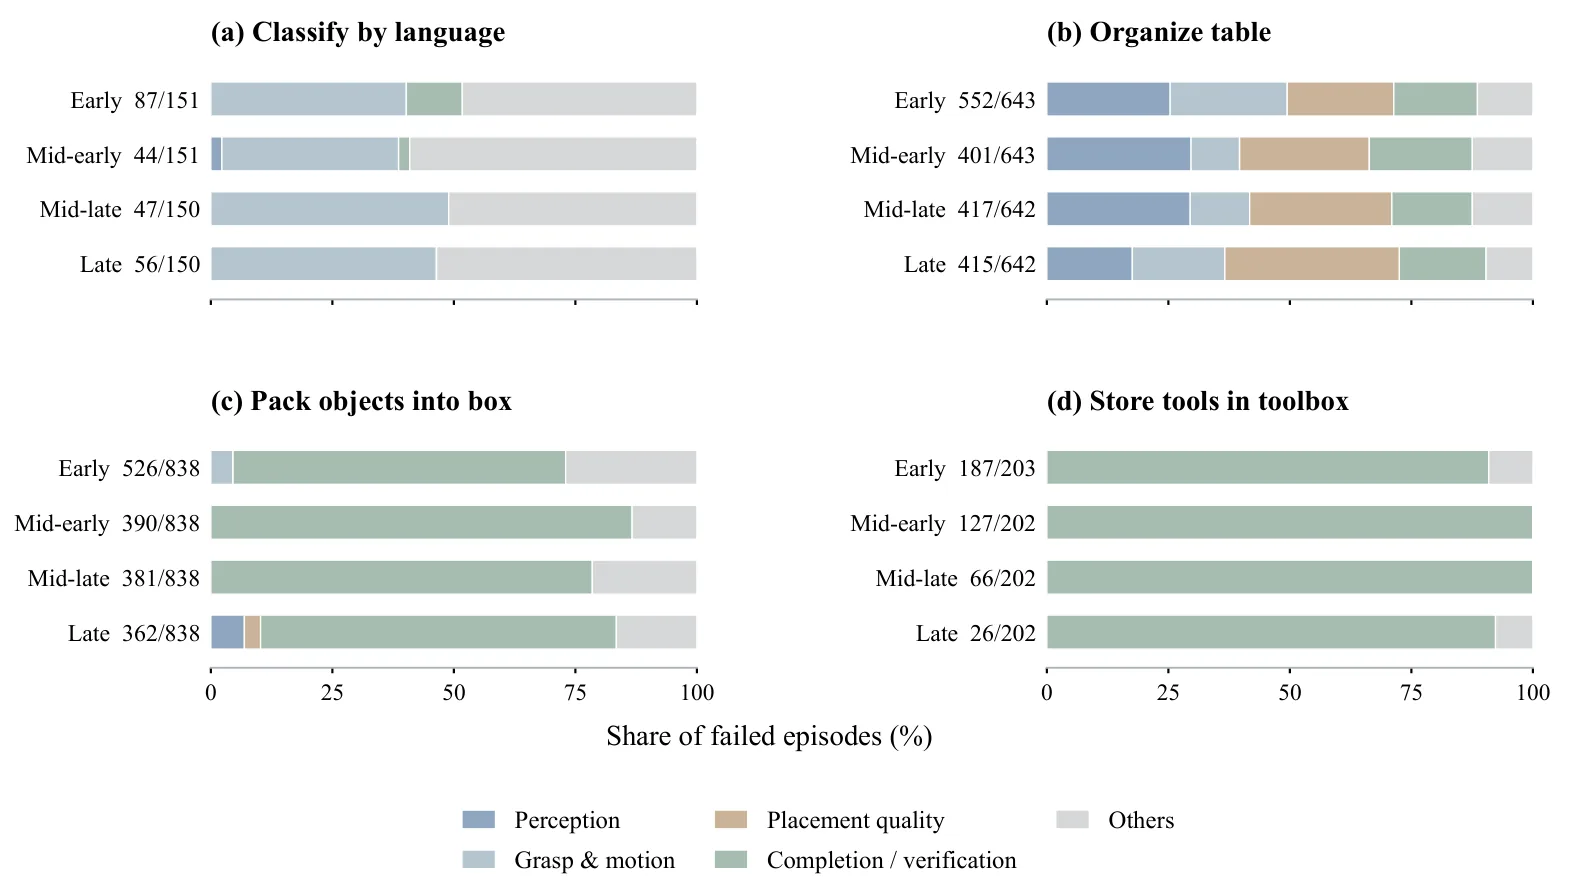 (a) Classify by language
Early 87/151
Mid-early 44/151
Mid-late 47/150
Late 56/150
(b) Organize table
Early 552/643
Mid-early 401/643
Mid-late 417/642
Late 415/642
(c) Pack objects into box
Early 526/838
Mid-early 390/838
Mid-late 381/838
Late 362/838
0 25 50 75 100
(d) Store tools in toolbox
Early 187/203
Mid-early 127/202
Mid-late 66/202
Late 26/202
0 25 50 75 100
Share of failed episodes (%)
Perception
Placement quality
Others
Grasp & motion
Completion / verification